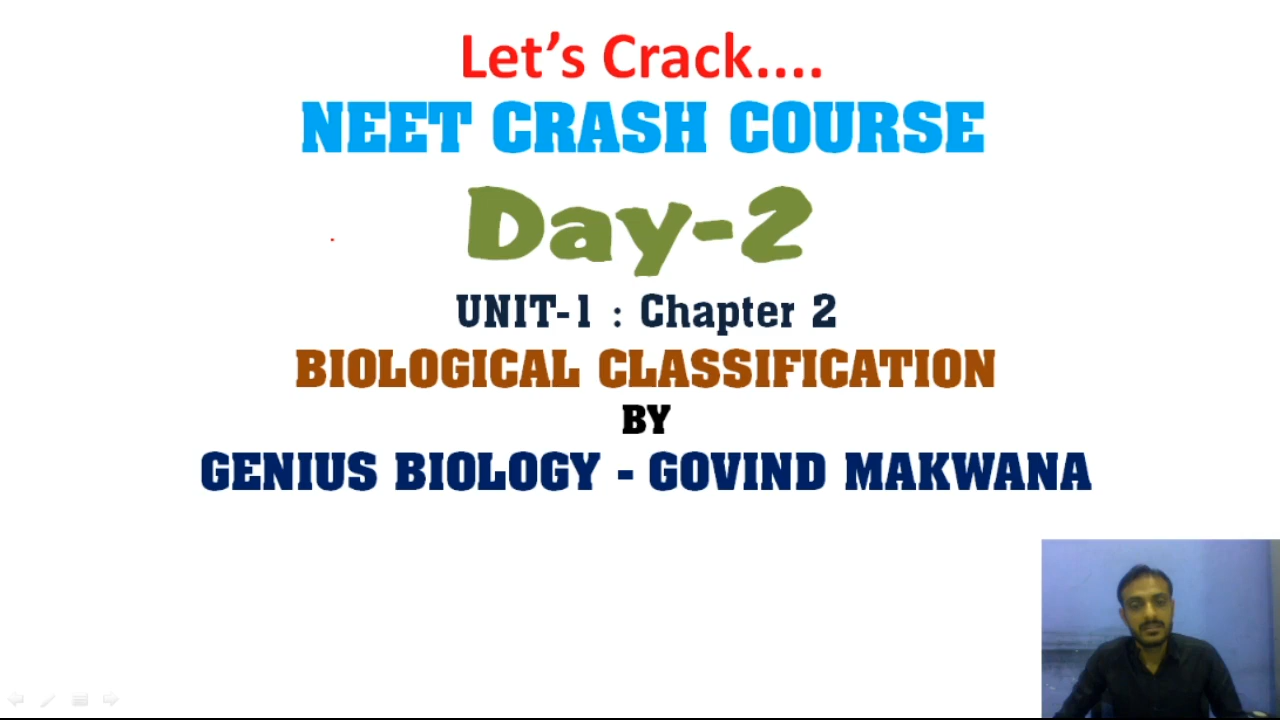 Let’s Crack....
NEET CRASH COURSE
Day-2
UNIT-1 : Chapter 2
BIOLOGICAL CLASSIFICATION
BY
GENIUS BIOLOGY - GOVIND MAKWANA